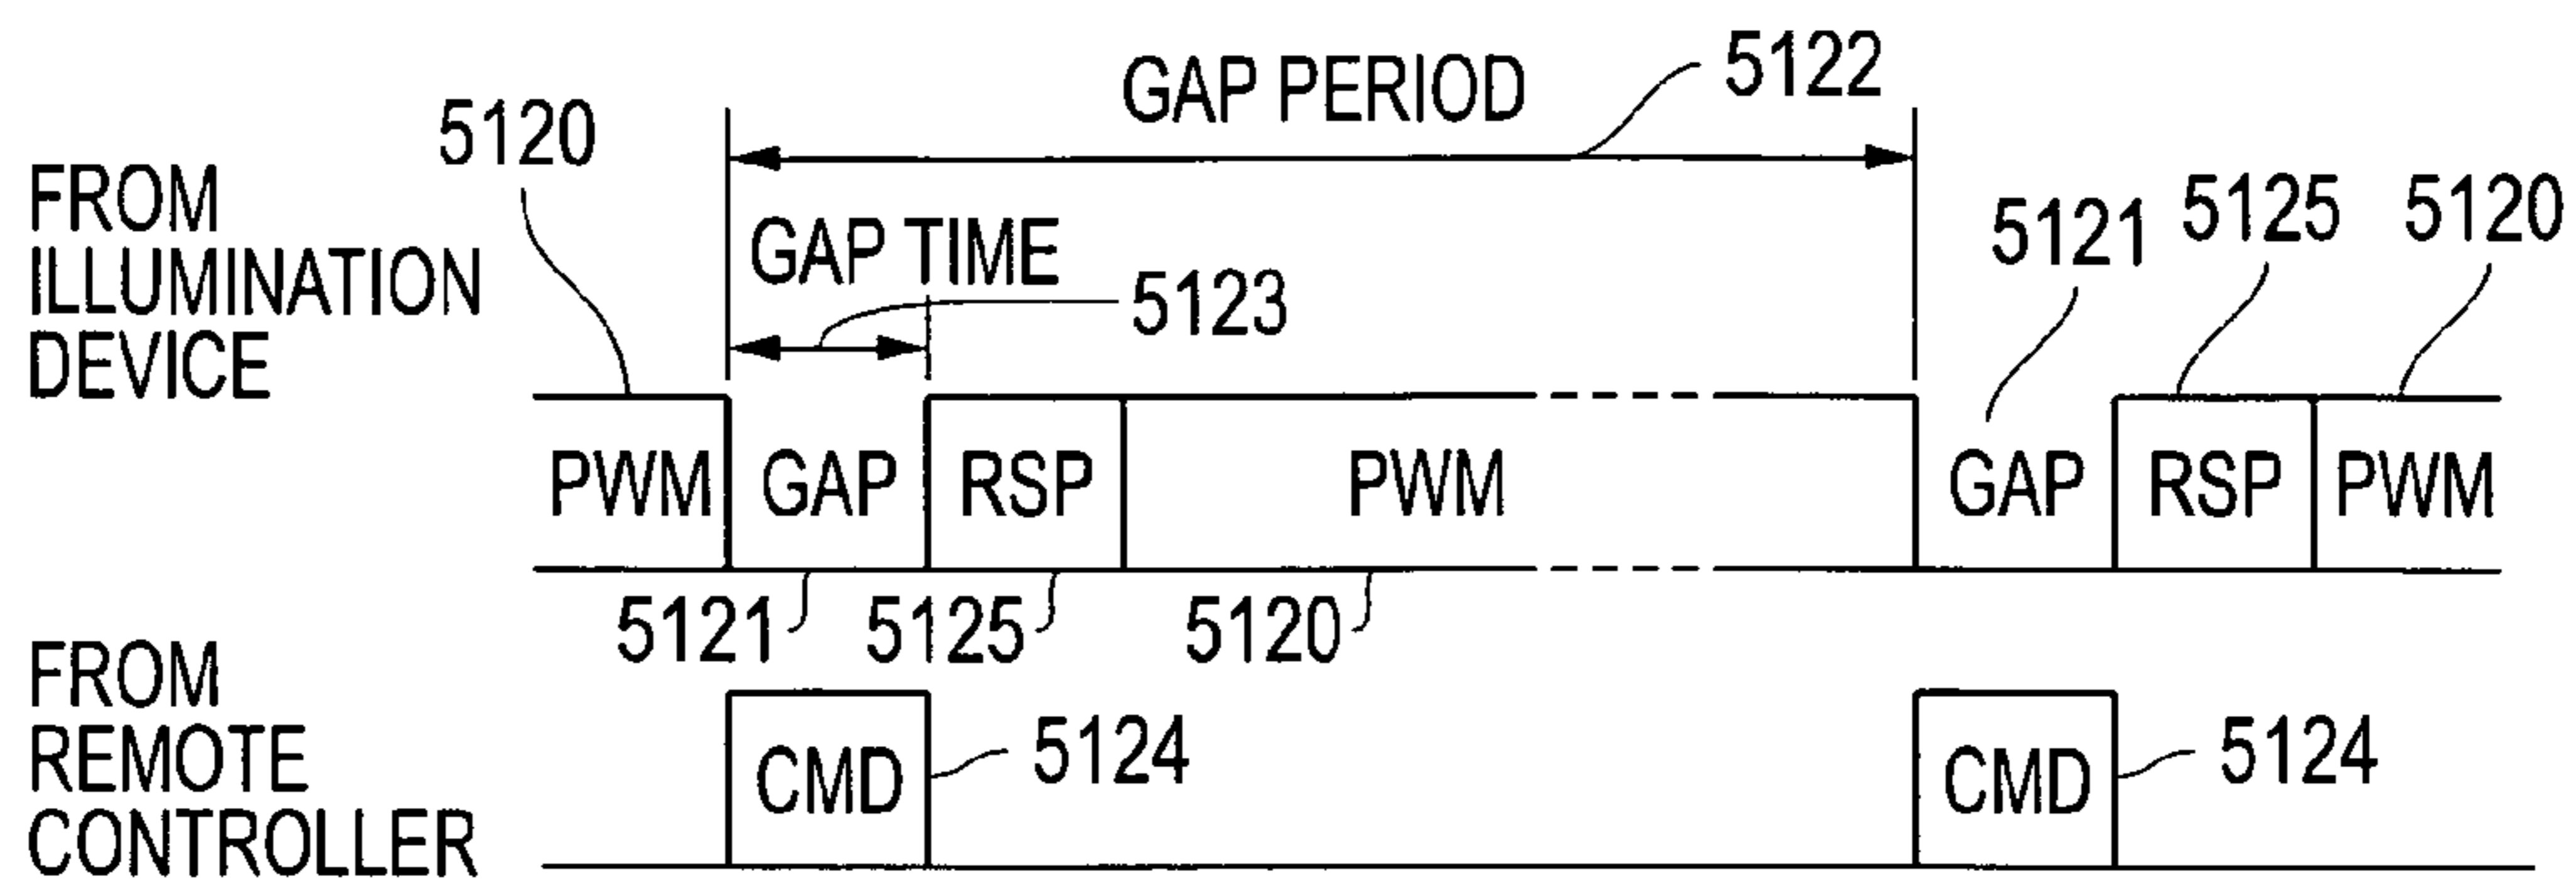 GAP PERIOD
5122
5120
FROM
ILLUMINATION
DEVICE
GAP TIME
5123
5121
5125
5120
PWM
GAP
RSP
PWM
GAP
RSP
PWM
5121
5125
5120
FROM
REMOTE
CONTROLLER
CMD
5124
CMD
5124